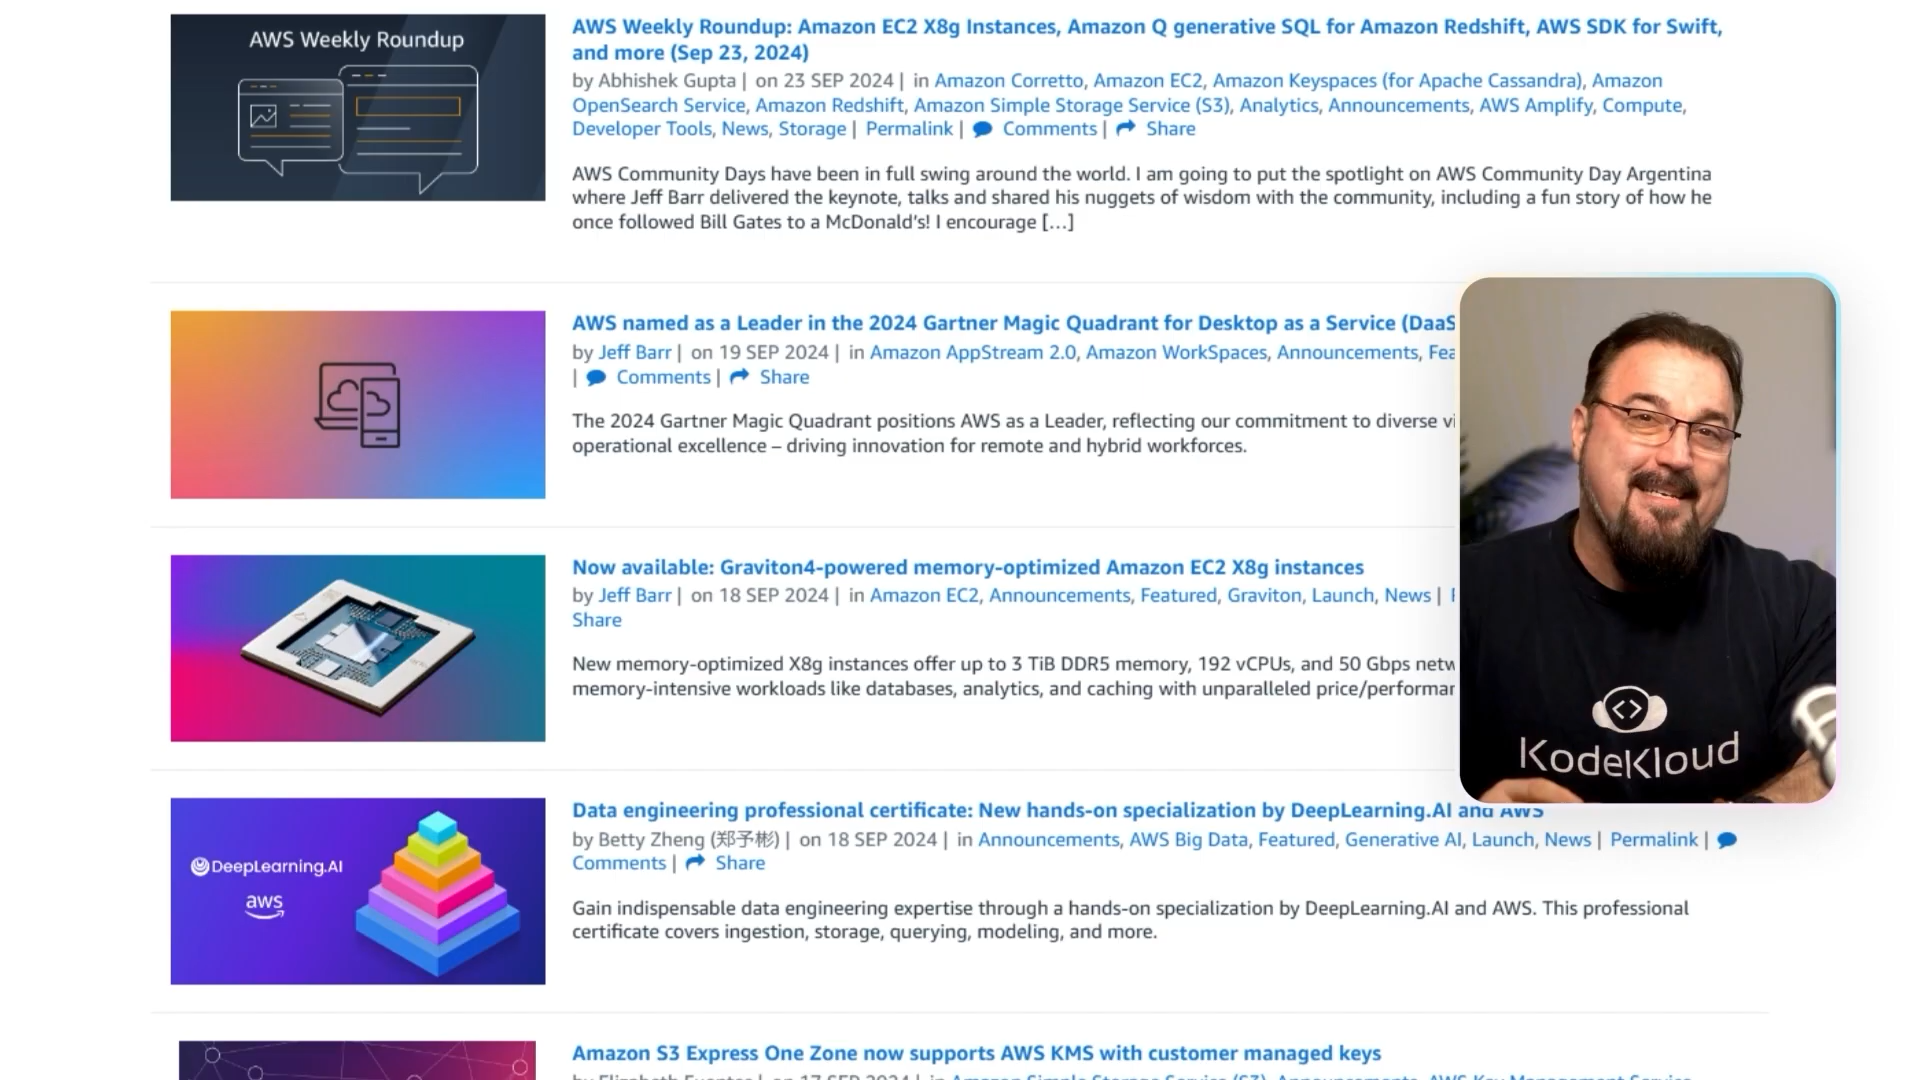 AWS Weekly Roundup
AWS Weekly Roundup: Amazon EC2 X8g Instances, Amazon Q generative SQL for Amazon Redshift, AWS SDK for Swift,
and more (Sep 23, 2024)
by Abhishek Gupta | on 23 SEP 2024 | in Amazon Corretto, Amazon EC2, Amazon Keyspaces (for Apache Cassandra), Amazon
OpenSearch Service, Amazon Redshift, Amazon Simple Storage Service (S3), Analytics, Announcements, AWS Amplify, Compute,
Developer Tools, News, Storage | Permalink | Comments | Share
AWS Community Days have been in full swing around the world. I am going to put the spotlight on AWS Community Day Argentina
where Jeff Barr delivered the keynote, talks and shared his nuggets of wisdom with the community, including a fun story of how he
once followed Bill Gates to a McDonald's! I encourage […]
AWS named as a Leader in the 2024 Gartner Magic Quadrant for Desktop as a Service (DaaS
by Jeff Barr | on 19 SEP 2024 | in Amazon AppStream 2.0, Amazon WorkSpaces, Announcements, Fea
| Comments | Share
The 2024 Gartner Magic Quadrant positions AWS as a Leader, reflecting our commitment to diverse vi
operational excellence – driving innovation for remote and hybrid workforces.
Now available: Graviton4-powered memory-optimized Amazon EC2 X8g instances
by Jeff Barr | on 18 SEP 2024 | in Amazon EC2, Announcements, Featured, Graviton, Launch, News |
Share
New memory-optimized X8g instances offer up to 3 TiB DDR5 memory, 192 vCPUs, and 50 Gbps netw
memory-intensive workloads like databases, analytics, and caching with unparalleled price/performan
KodeKloud
DeepLearning.AI
aws
Data engineering professional certificate: New hands-on specialization by DeepLearning.AI and AWS
by Betty Zheng (郑予彬) | on 18 SEP 2024 | in Announcements, AWS Big Data, Featured, Generative AI, Launch, News | Permalink |
Comments | Share
Gain indispensable data engineering expertise through a hands-on specialization by DeepLearning.AI and AWS. This professional
certificate covers ingestion, storage, querying, modeling, and more.
Amazon S3 Express One Zone now supports AWS KMS with customer managed keys